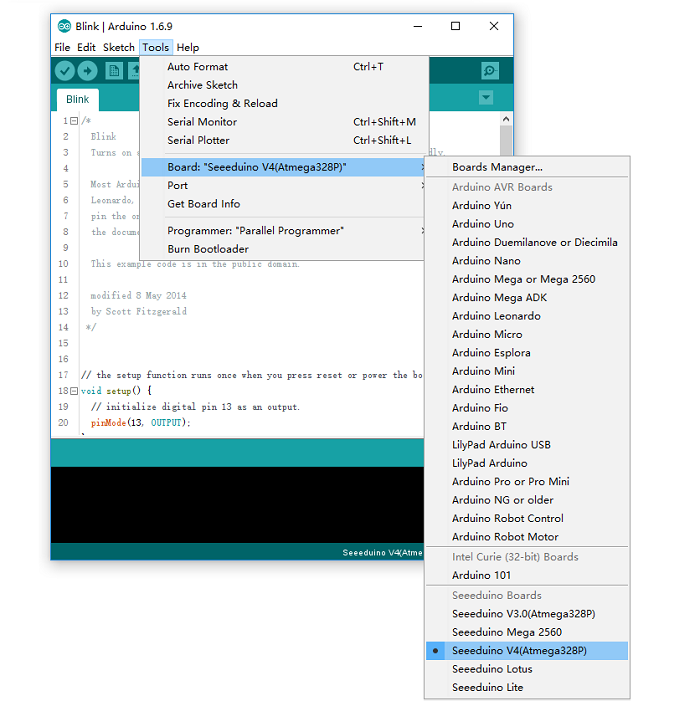 Blink | Arduino 1.6.9
File Edit Sketch Tools Help
Blink
Auto Format Ctrl+T
Archive Sketch
Fix Encoding & Reload
Serial Monitor Ctrl+Shift+M
Serial Plotter Ctrl+Shift+L
Board: "Seeeduino V4(Atmega328P)"
Port
Get Board Info
Programmer: "Parallel Programmer"
Burn Bootloader
1 /*
2 Blink
3 Turns on dly.
4
5 Most Ardui
6 Leonardo,
7 pin the on
8 the docume
9
10 This example code is in the public domain.
11
12 modified 8 May 2014
13 by Scott Fitzgerald
14 */
15
16
17 // the setup function runs once when you press reset or power the bo
18 void setup() {
19 // initialize digital pin 13 as an output.
20 pinMode(13, OUTPUT);
Seeeduino V4(Atme
Boards Manager...
Arduino AVR Boards
Arduino Yún
Arduino Uno
Arduino Duemilanove or Diecimila
Arduino Nano
Arduino Mega or Mega 2560
Arduino Mega ADK
Arduino Leonardo
Arduino Micro
Arduino Esplora
Arduino Mini
Arduino Ethernet
Arduino Fio
Arduino BT
LilyPad Arduino USB
LilyPad Arduino
Arduino Pro or Pro Mini
Arduino NG or older
Arduino Robot Control
Arduino Robot Motor
Intel Curie (32-bit) Boards
Arduino 101
Seeeduino Boards
Seeeduino V3.0(Atmega328P)
Seeeduino Mega 2560
Seeeduino V4(Atmega328P)
Seeeduino Lotus
Seeeduino Lite